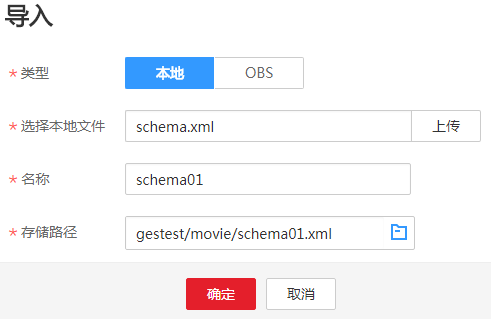 导入
* 类型 本地 OBS
* 选择本地文件 schema.xml 上传
* 名称 schema01
* 存储路径 gestest/movie/schema01.xml
确定 取消